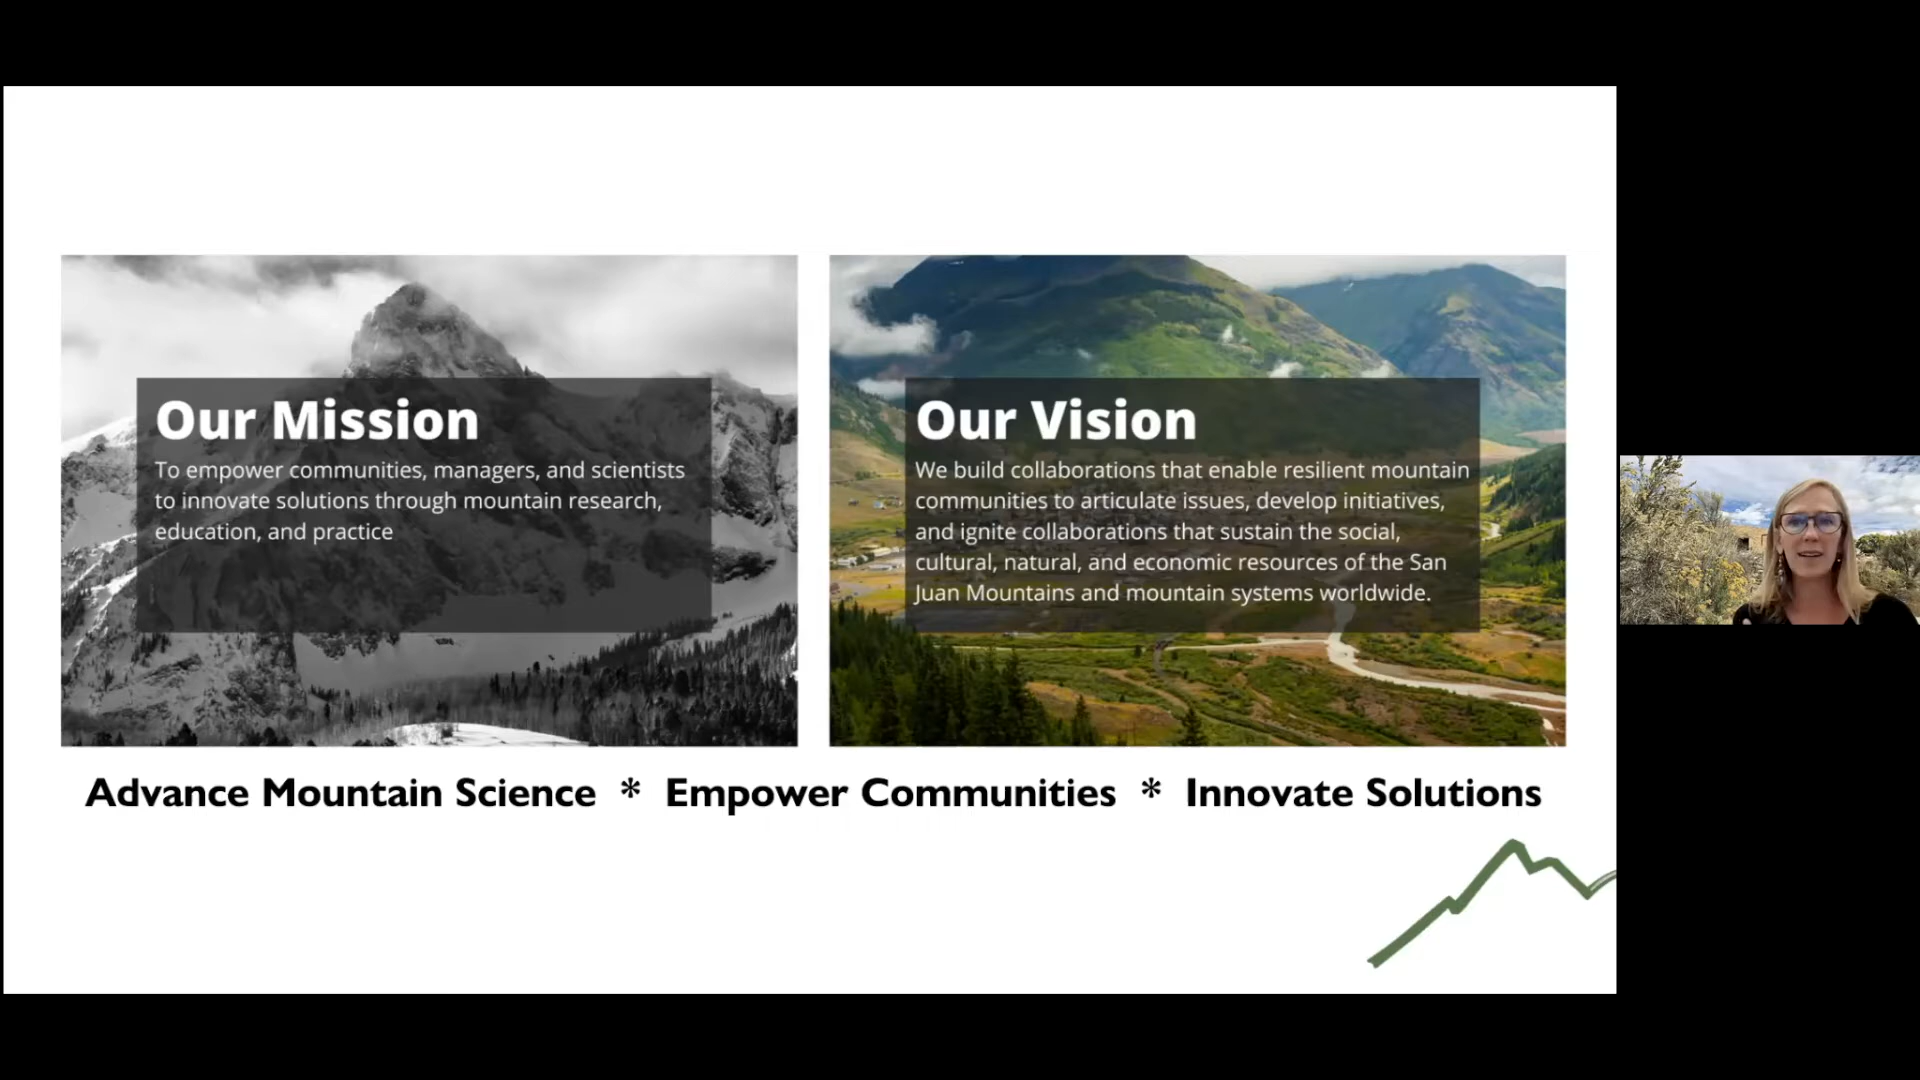 Our Mission
To empower communities, managers, and scientists
to innovate solutions through mountain research,
education, and practice
Our Vision
We build collaborations that enable resilient mountain
communities to articulate issues, develop initiatives,
and ignite collaborations that sustain the social,
cultural, natural, and economic resources of the San
Juan Mountains and mountain systems worldwide.
Advance Mountain Science * Empower Communities * Innovate Solutions